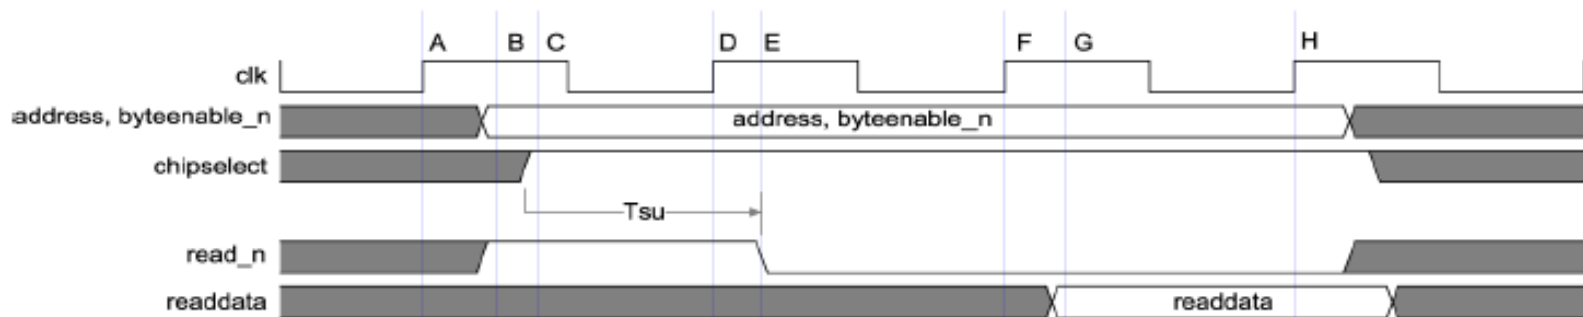 A B C D E F G H
clk
address, byteenable_n address, byteenable_n
chipselect
Tsu
read_n
readdata readdata